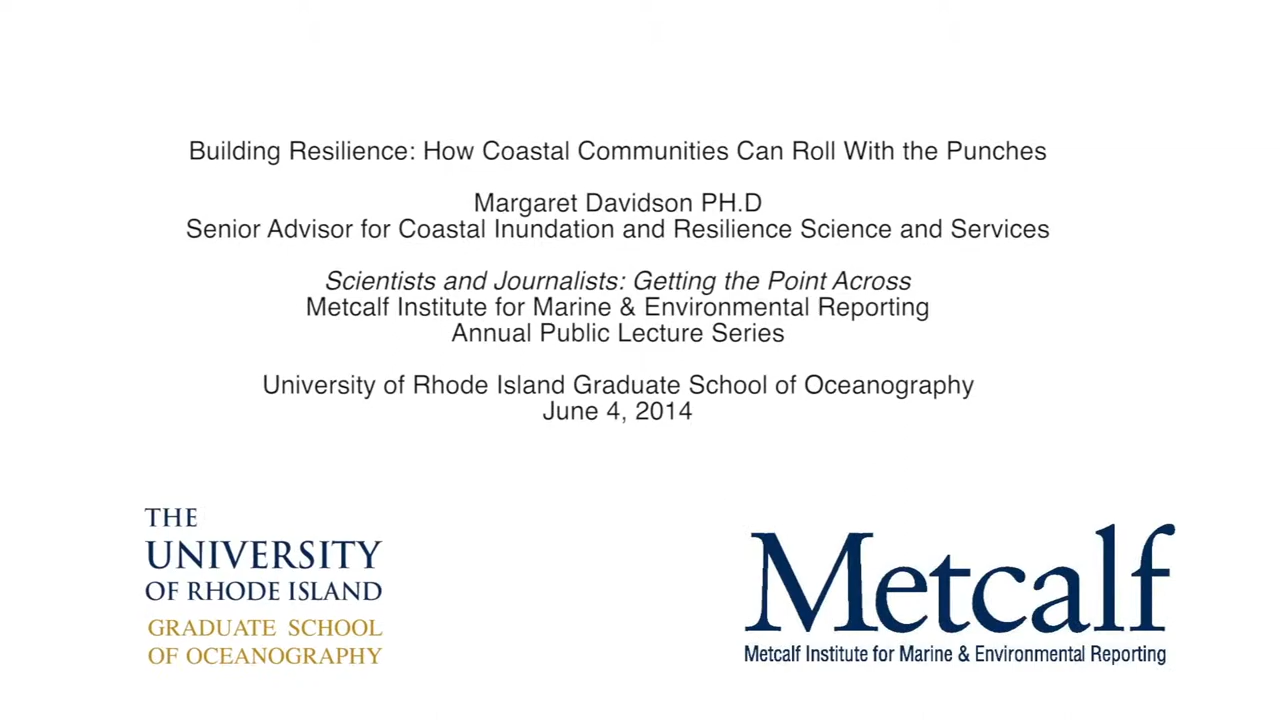 Building Resilience: How Coastal Communities Can Roll With the Punches
Margaret Davidson PH.D
Senior Advisor for Coastal Inundation and Resilience Science and Services
Scientists and Journalists: Getting the Point Across
Metcalf Institute for Marine & Environmental Reporting
Annual Public Lecture Series
University of Rhode Island Graduate School of Oceanography
June 4, 2014
THE
UNIVERSITY
OF RHODE ISLAND
GRADUATE SCHOOL
OF OCEANOGRAPHY
Metcalf
Metcalf Institute for Marine & Environmental Reporting